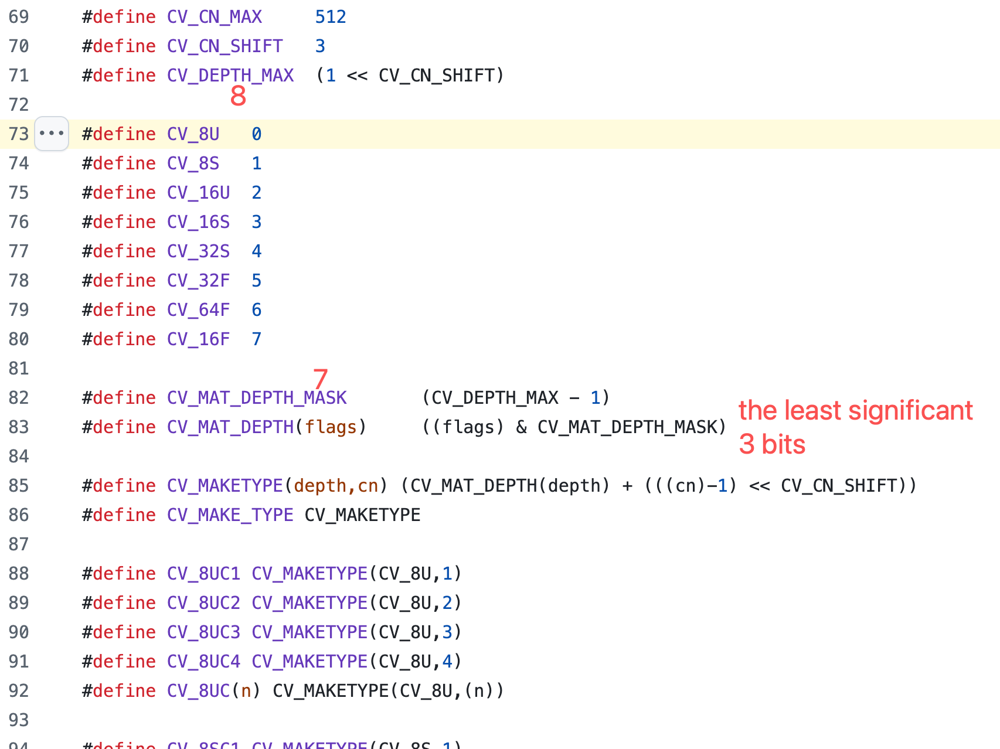 69 #define CV_CN_MAX 512
70 #define CV_CN_SHIFT 3
71 #define CV_DEPTH_MAX (1 << CV_CN_SHIFT)
8
72
73 ... #define CV_8U 0
74 #define CV_8S 1
75 #define CV_16U 2
76 #define CV_16S 3
77 #define CV_32S 4
78 #define CV_32F 5
79 #define CV_64F 6
80 #define CV_16F 7
81
7
82 #define CV_MAT_DEPTH_MASK (CV_DEPTH_MAX - 1)
83 #define CV_MAT_DEPTH(flags) ((flags) & CV_MAT_DEPTH_MASK)
the least significant
3 bits
84
85 #define CV_MAKETYPE(depth,cn) (CV_MAT_DEPTH(depth) + (((cn)-1) << CV_CN_SHIFT))
86 #define CV_MAKE_TYPE CV_MAKETYPE
87
88 #define CV_8UC1 CV_MAKETYPE(CV_8U,1)
89 #define CV_8UC2 CV_MAKETYPE(CV_8U,2)
90 #define CV_8UC3 CV_MAKETYPE(CV_8U,3)
91 #define CV_8UC4 CV_MAKETYPE(CV_8U,4)
92 #define CV_8UC(n) CV_MAKETYPE(CV_8U,(n))
93
94 #define CV_8SC1 CV_MAKETYPE(CV_8S,1)